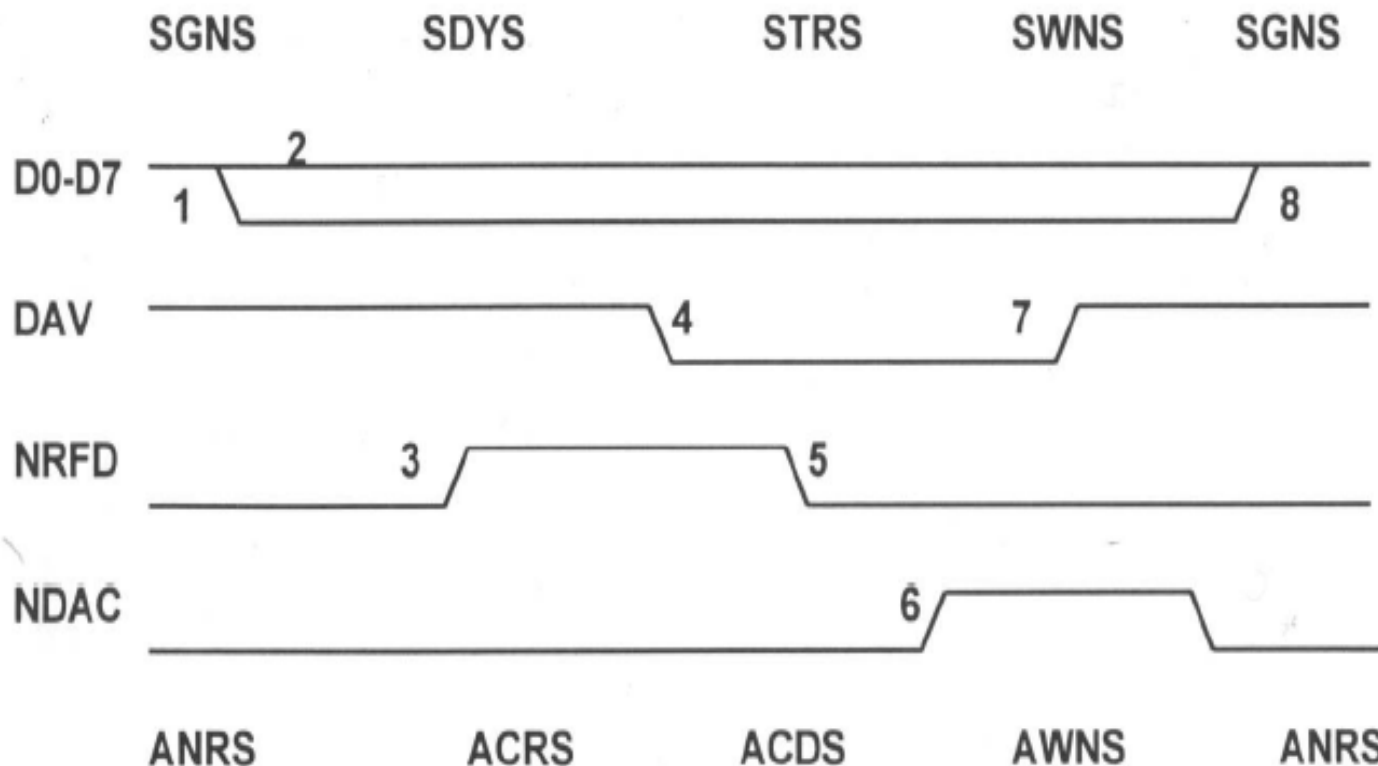 SGNS SDYS STRS SWNS SGNS
2
D0-D7
1 8
DAV 4 7
NRFD 3 5
NDAC 6
ANRS ACRS ACDS AWNS ANRS